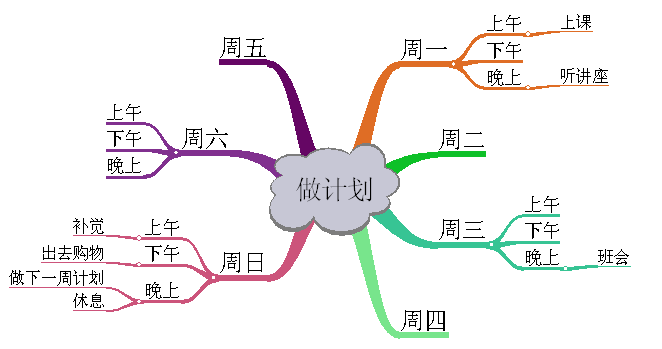 做计划
周一
上午
上课
下午
晚上
听讲座
周二
周三
上午
下午
晚上
班会
周四
周五
周六
上午
下午
晚上
周日
上午
补觉
下午
出去购物
晚上
做下一周计划
休息